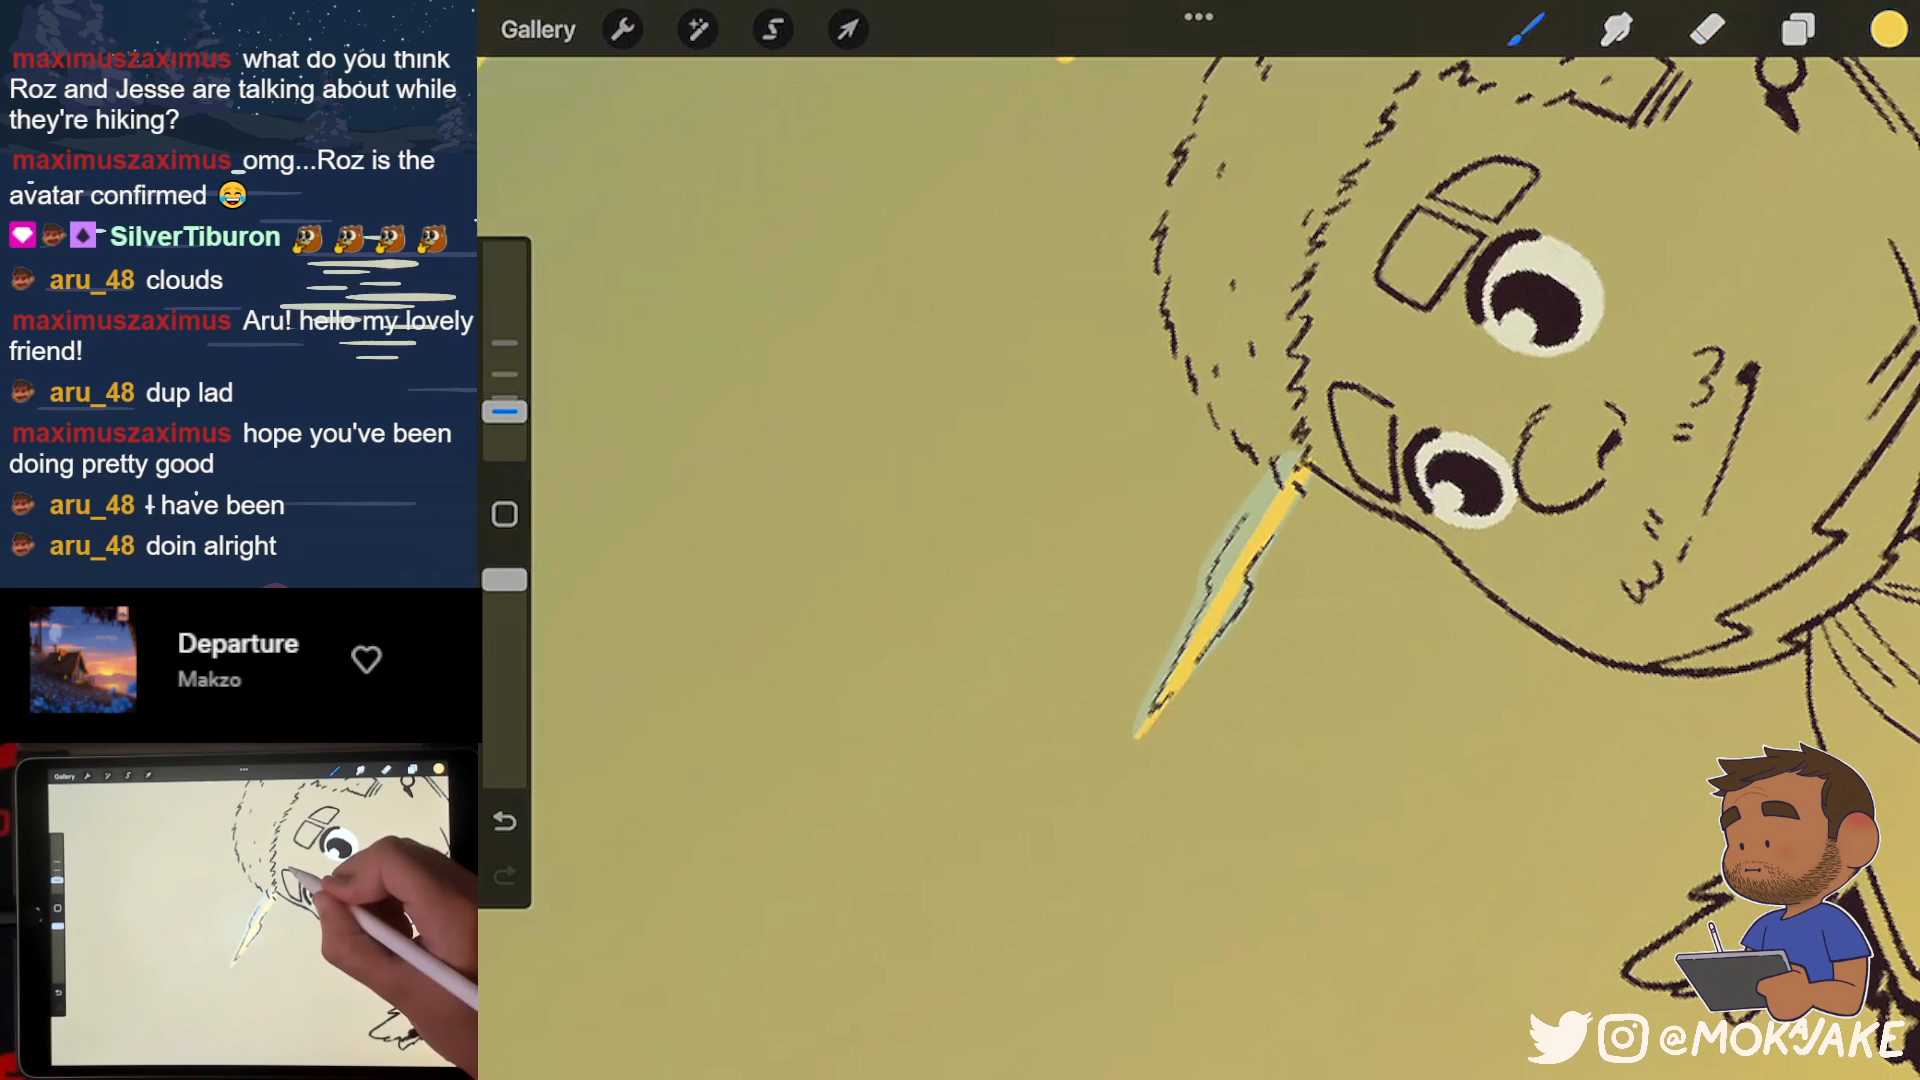 maximuszaximus what do you think
Roz and Jesse are talking about while
they're hiking?
maximuszaximus omg...Roz is the
avatar confirmed 😂
SilverTiburon
aru_48 clouds
maximuszaximus Aru! hello my lovely
friend!
aru_48 dup lad
maximuszaximus hope you've been
doing pretty good
aru_48 I have been
aru_48 doin alright
Departure
Makzo
Gallery
Gallery
@MOKAJAKE